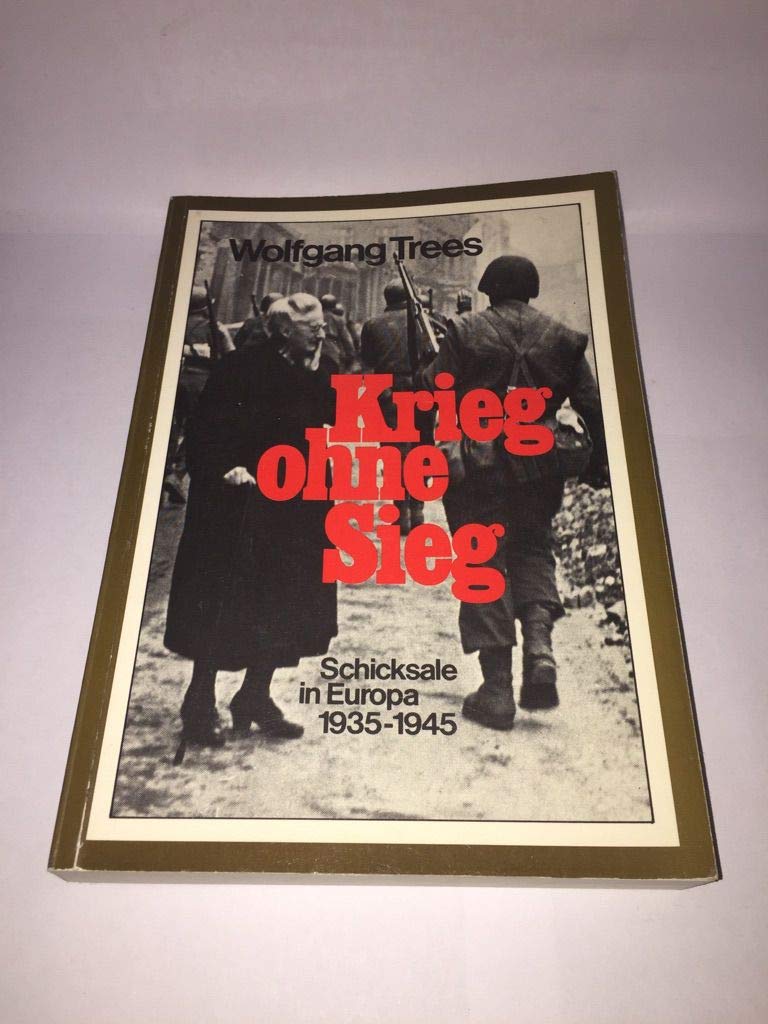 Wolfgang Trees
Krieg
ohne
Sieg
Schicksale
in Europa
1935-1945